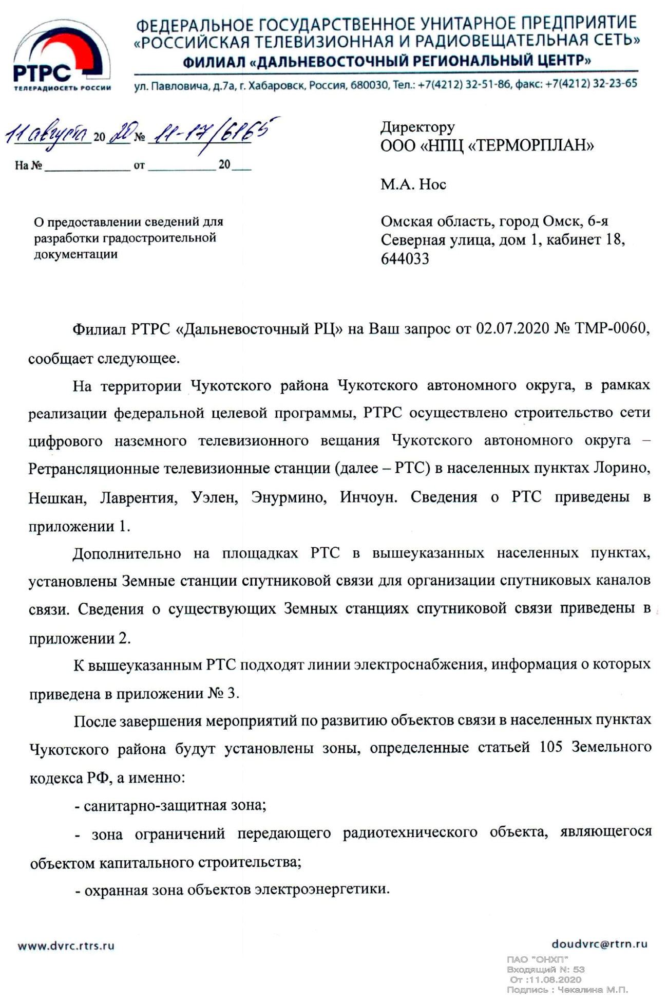 ФЕДЕРАЛЬНОЕ ГОСУДАРСТВЕННОЕ УНИТАРНОЕ ПРЕДПРИЯТИЕ
«РОССИЙСКАЯ ТЕЛЕВИЗИОННАЯ И РАДИОВЕЩАТЕЛЬНАЯ СЕТЬ»
ФИЛИАЛ «ДАЛЬНЕВОСТОЧНЫЙ РЕГИОНАЛЬНЫЙ ЦЕНТР»
РТРС
ТЕЛЕРАДИОСЕТЬ РОССИИ
ул. Павловича, д.7а, г. Хабаровск, Россия, 680030, Тел.: +7(4212) 32-51-86, факс: +7(4212) 32-23-65
11 августа 20 20 № 11-17/6165
На № ____________ от ____________ 20 ___
Директору
ООО «НПЦ «ТЕРМОРПЛАН»
М.А. Нос
О предоставлении сведений для
разработки градостроительной
документации
Омская область, город Омск, 6-я
Северная улица, дом 1, кабинет 18,
644033
Филиал РТРС «Дальневосточный РЦ» на Ваш запрос от 02.07.2020 № ТМР-0060,
сообщает следующее.
На территории Чукотского района Чукотского автономного округа, в рамках
реализации федеральной целевой программы, РТРС осуществлено строительство сети
цифрового наземного телевизионного вещания Чукотского автономного округа –
Ретрансляционные телевизионные станции (далее – РТС) в населенных пунктах Лорино,
Нешкан, Лаврентия, Уэлен, Энурмино, Инчоун. Сведения о РТС приведены в
приложении 1.
Дополнительно на площадках РТС в вышеуказанных населенных пунктах,
установлены Земные станции спутниковой связи для организации спутниковых каналов
связи. Сведения о существующих Земных станциях спутниковой связи приведены в
приложении 2.
К вышеуказанным РТС подходят линии электроснабжения, информация о которых
приведена в приложении № 3.
После завершения мероприятий по развитию объектов связи в населенных пунктах
Чукотского района будут установлены зоны, определенные статьей 105 Земельного
кодекса РФ, а именно:
- санитарно-защитная зона;
- зона ограничений передающего радиотехнического объекта, являющегося
объектом капитального строительства;
- охранная зона объектов электроэнергетики.
www.dvrc.rtrs.ru
doudvrc@rtrn.ru
ПАО "ОНХП"
Входящий N: 53
От :11.08.2020
Подпись : Чекалина М.П.